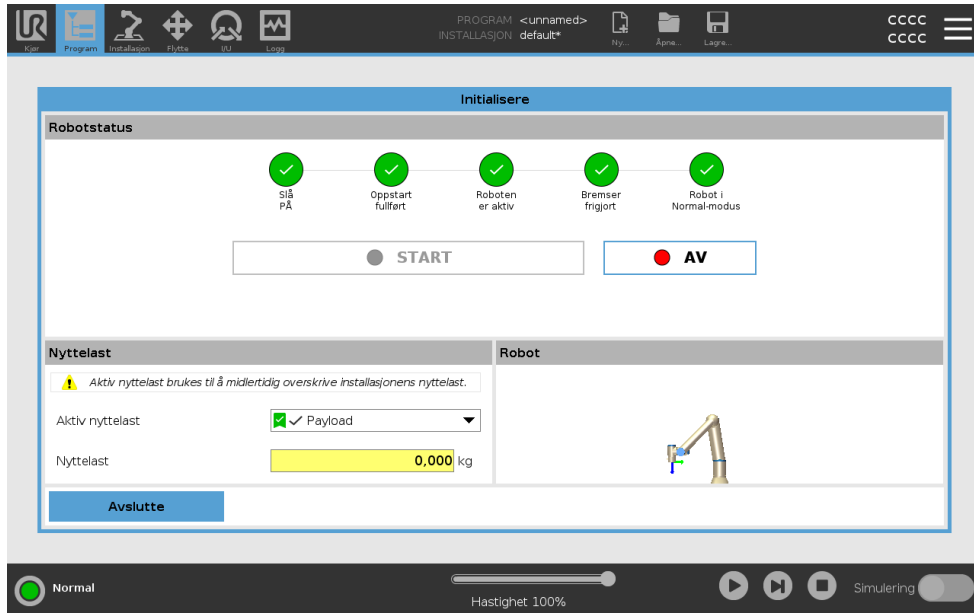 UR
PROGRAM <unnamed>
INSTALLASJON default*
CCCC
CCCC
Kjør
Program
Installasjon
Flytte
I/U
Logg
Ny...
Åpne...
Lagre...
Initialisere
Robotstatus
Slå
PÅ
Oppstart
fullført
Roboten
er aktiv
Bremser
frigjort
Robot i
Normal-modus
START
AV
Nyttelast
Robot
Aktiv nyttelast brukes til å midlertidig overskrive installasjonens nyttelast.
Aktiv nyttelast
Payload
Nyttelast
0,000 kg
Avslutte
Normal
Hastighet 100%
Simulering